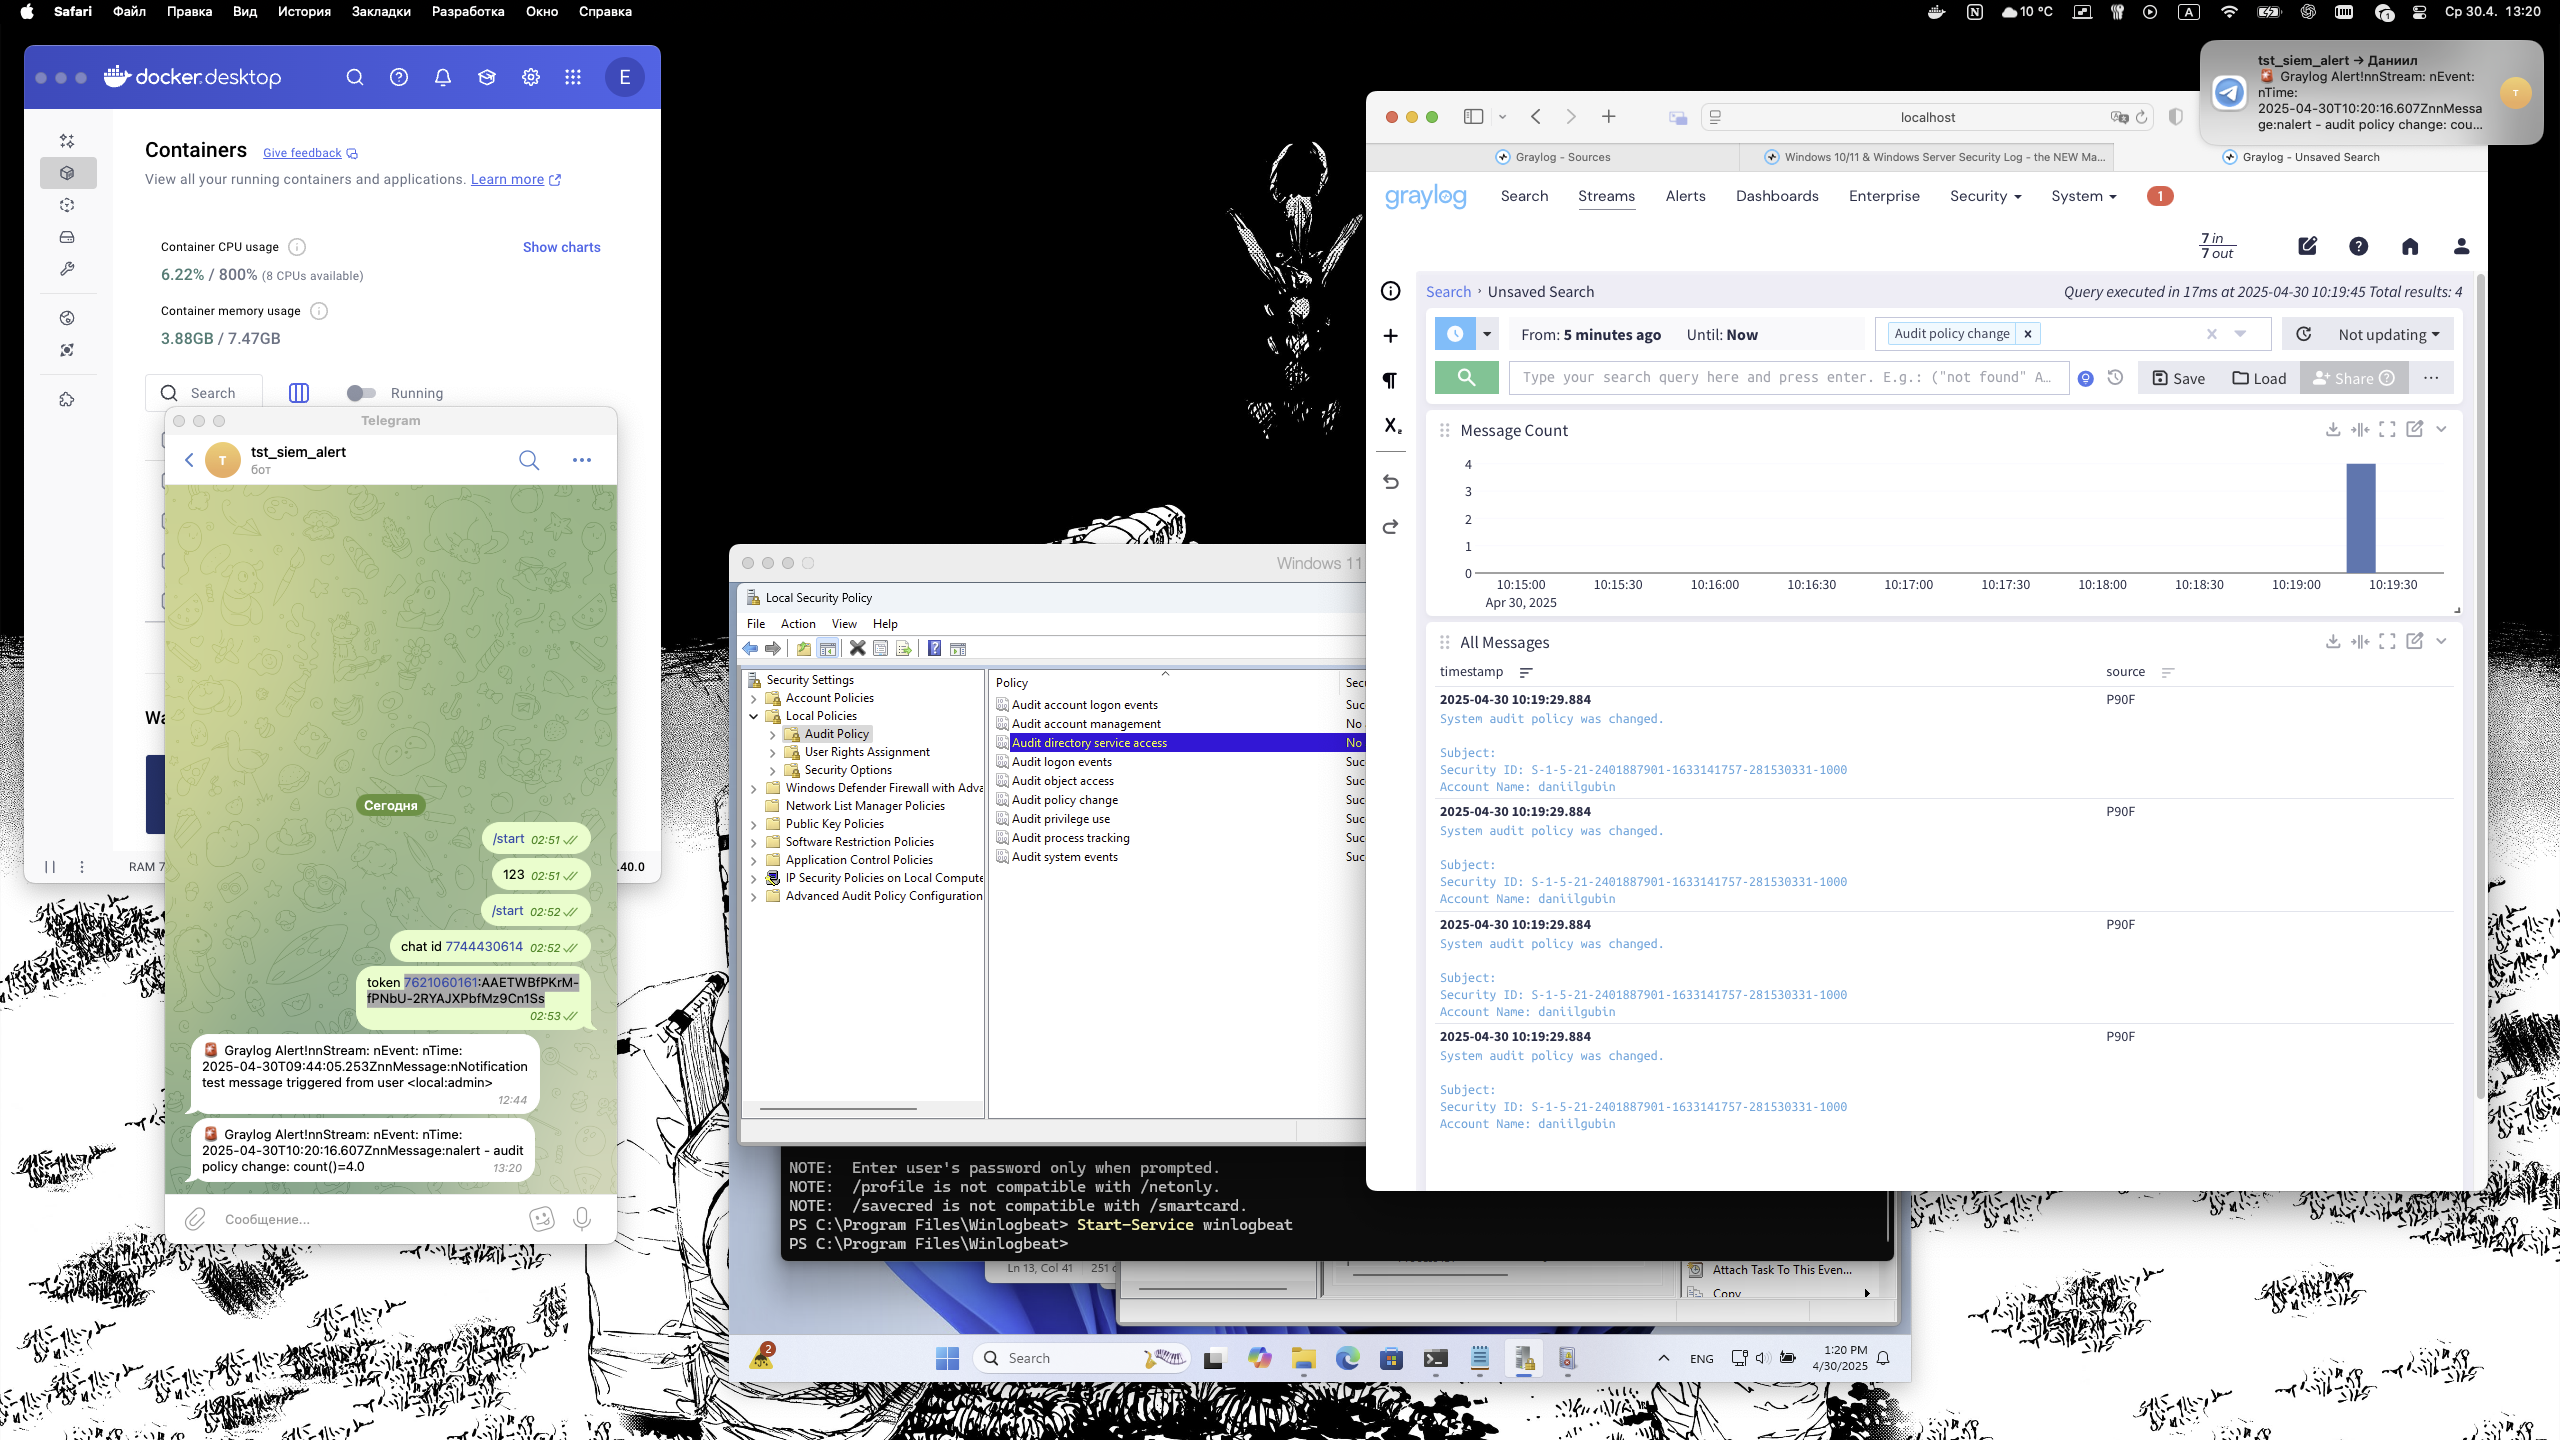 Safari Файл Правка Вид История Закладки Разработка Окно Справка
10 °C A Ср 30.4. 13:20
docker.desktop
E
Containers Give feedback
View all your running containers and applications. Learn more
Container CPU usage
Show charts
6.22% / 800% (8 CPUs available)
Container memory usage
3.88GB / 7.47GB
Search
Running
RAM 7
.40.0
Telegram
T
tst_siem_alert
бот
Сегодня
/start 02:51
123 02:51
/start 02:52
chat id 7744430614 02:52
token 7621060161:AAETWBfPKrM-
fPNbU-2RYAJXPbfMz9Cn1Ss
02:53
Graylog Alert!nnStream: nEvent: nTime:
2025-04-30T09:44:05.253ZnnMessage:nNotification
test message triggered from user <local:admin>
12:44
Graylog Alert!nnStream: nEvent: nTime:
2025-04-30T10:20:16.607ZnnMessage:nalert - audit
policy change: count()=4.0
13:20
Сообщение...
Windows 11
Local Security Policy
File Action View Help
Security Settings
Account Policies
Local Policies
Audit Policy
User Rights Assignment
Security Options
Windows Defender Firewall with Adva
Network List Manager Policies
Public Key Policies
Software Restriction Policies
Application Control Policies
IP Security Policies on Local Compute
Advanced Audit Policy Configuration
Policy
Audit account logon events Suc
Audit account management No
Audit directory service access No
Audit logon events Suc
Audit object access Suc
Audit policy change Suc
Audit privilege use Suc
Audit process tracking Suc
Audit system events Suc
NOTE: Enter user's password only when prompted.
NOTE: /profile is not compatible with /netonly.
NOTE: /savecred is not compatible with /smartcard.
PS C:\Program Files\Winlogbeat> Start-Service winlogbeat
PS C:\Program Files\Winlogbeat>
Ln 13, Col 41
Attach Task To This Even...
Copy
2
Search
ENG
1:20 PM
4/30/2025
tst_siem_alert → Даниил
Graylog Alert!nnStream: nEvent:
nTime:
2025-04-30T10:20:16.607ZnnMessa
ge:nalert - audit policy change: cou...
T
localhost
Graylog - Sources
Windows 10/11 & Windows Server Security Log - the NEW Ma...
Graylog - Unsaved Search
graylog Search Streams Alerts Dashboards Enterprise Security System 1
7 in
7 out
Search › Unsaved Search
Query executed in 17ms at 2025-04-30 10:19:45 Total results: 4
From: 5 minutes ago Until: Now
Audit policy change
Not updating
Type your search query here and press enter. E.g.: ("not found" A...
Save Load Share
Message Count
4
3
2
1
0
10:15:00 10:15:30 10:16:00 10:16:30 10:17:00 10:17:30 10:18:00 10:18:30 10:19:00 10:19:30
Apr 30, 2025
All Messages
timestamp source
2025-04-30 10:19:29.884 P90F
System audit policy was changed.
Subject:
Security ID: S-1-5-21-2401887901-1633141757-281530331-1000
Account Name: daniilgubin
2025-04-30 10:19:29.884 P90F
System audit policy was changed.
Subject:
Security ID: S-1-5-21-2401887901-1633141757-281530331-1000
Account Name: daniilgubin
2025-04-30 10:19:29.884 P90F
System audit policy was changed.
Subject:
Security ID: S-1-5-21-2401887901-1633141757-281530331-1000
Account Name: daniilgubin
2025-04-30 10:19:29.884 P90F
System audit policy was changed.
Subject:
Security ID: S-1-5-21-2401887901-1633141757-281530331-1000
Account Name: daniilgubin